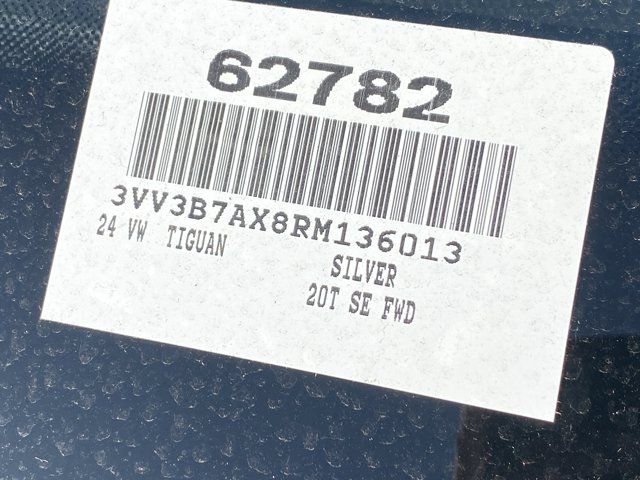 62782
3VV3B7AX8RM136013
24 VW TIGUAN
SILVER
20T SE FWD